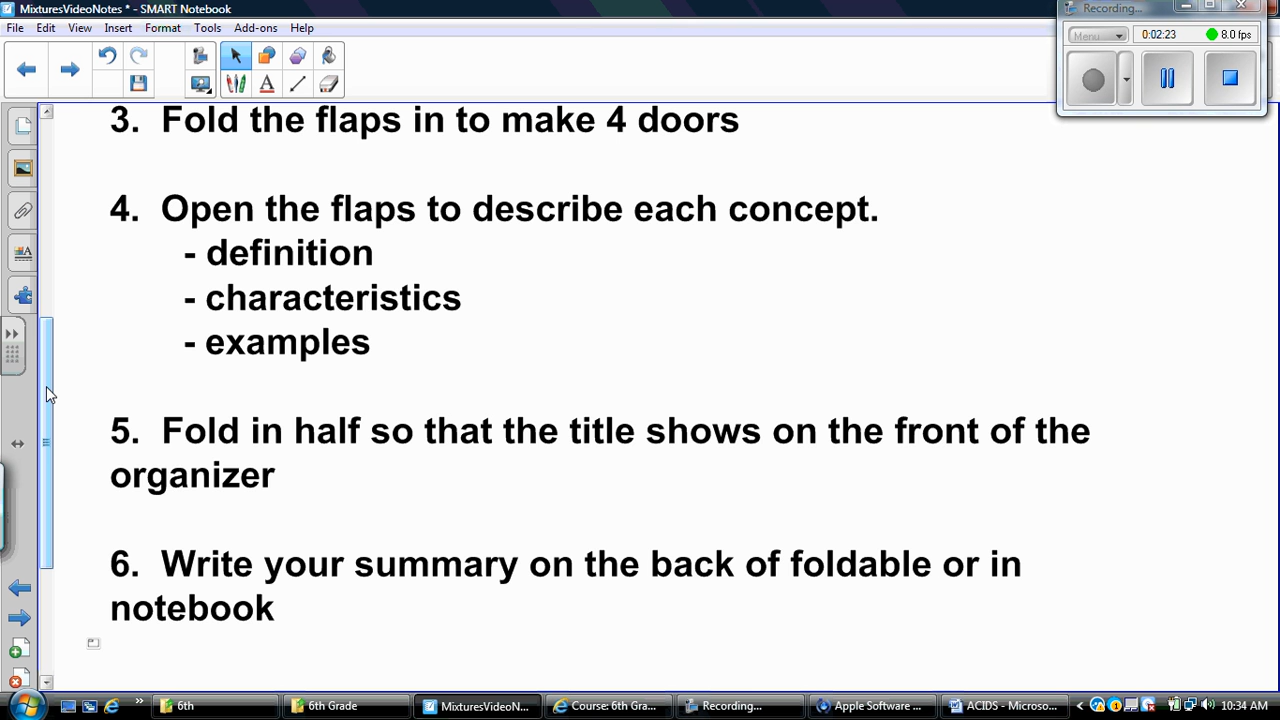 MixturesVideoNotes * - SMART Notebook
Recording...
File Edit View Insert Format Tools Add-ons Help
Menu 0:02:23 8.0 fps
3. Fold the flaps in to make 4 doors
4. Open the flaps to describe each concept.
- definition
- characteristics
- examples
5. Fold in half so that the title shows on the front of the
organizer
6. Write your summary on the back of foldable or in
notebook
6th 6th Grade MixturesVideoN... Course: 6th Gra... Recording... Apple Software ... ACIDS - Microso... 10:34 AM